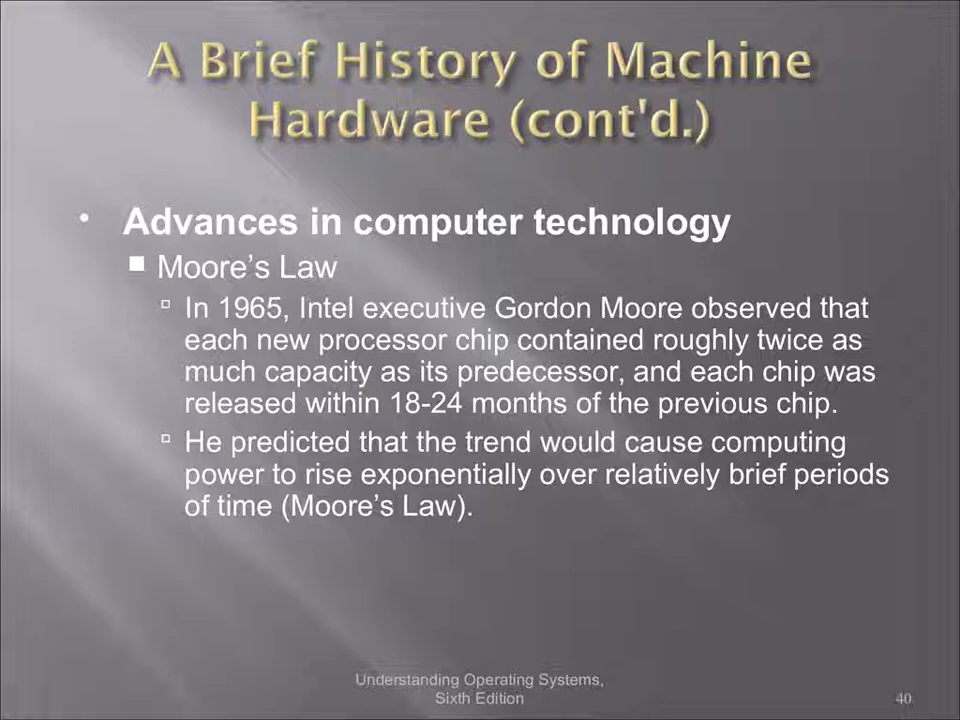 A Brief History of Machine
Hardware (cont'd.)
• Advances in computer technology
■ Moore’s Law
▫ In 1965, Intel executive Gordon Moore observed that
each new processor chip contained roughly twice as
much capacity as its predecessor, and each chip was
released within 18-24 months of the previous chip.
▫ He predicted that the trend would cause computing
power to rise exponentially over relatively brief periods
of time (Moore’s Law).
Understanding Operating Systems,
Sixth Edition
40